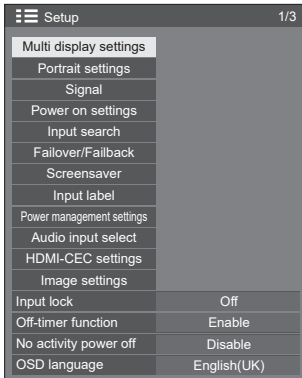 Setup 1/3
Multi display settings
Portrait settings
Signal
Power on settings
Input search
Failover/Failback
Screensaver
Input label
Power management settings
Audio input select
HDMI-CEC settings
Image settings
Input lock Off
Off-timer function Enable
No activity power off Disable
OSD language English(UK)